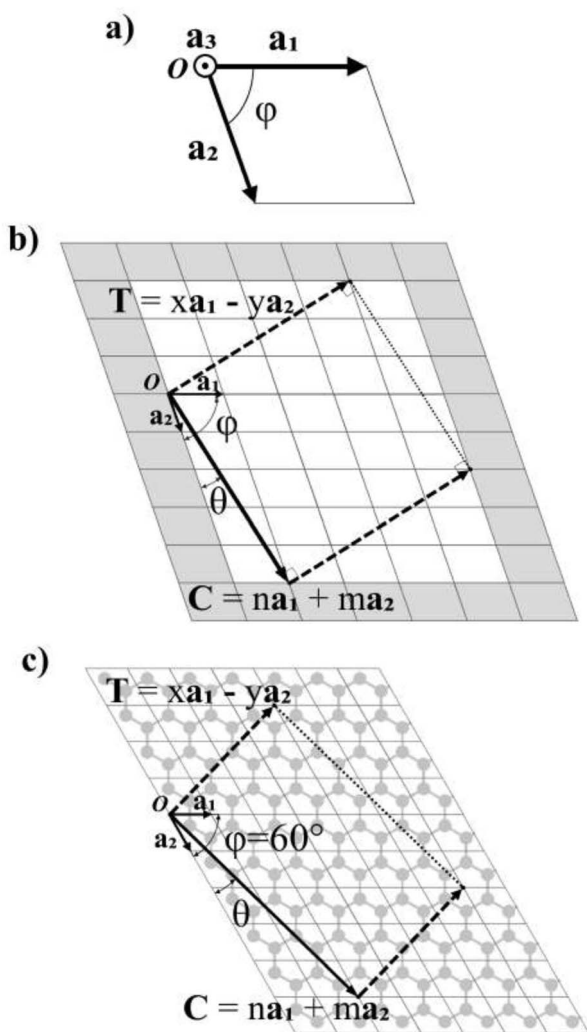 a)
a₃
a₁
O
φ
a₂
b)
T = xa₁ - ya₂
O
a₁
a₂
φ
θ
C = na₁ + ma₂
c)
T = xa₁ - ya₂
O
a₁
a₂
φ=60°
θ
C = na₁ + ma₂